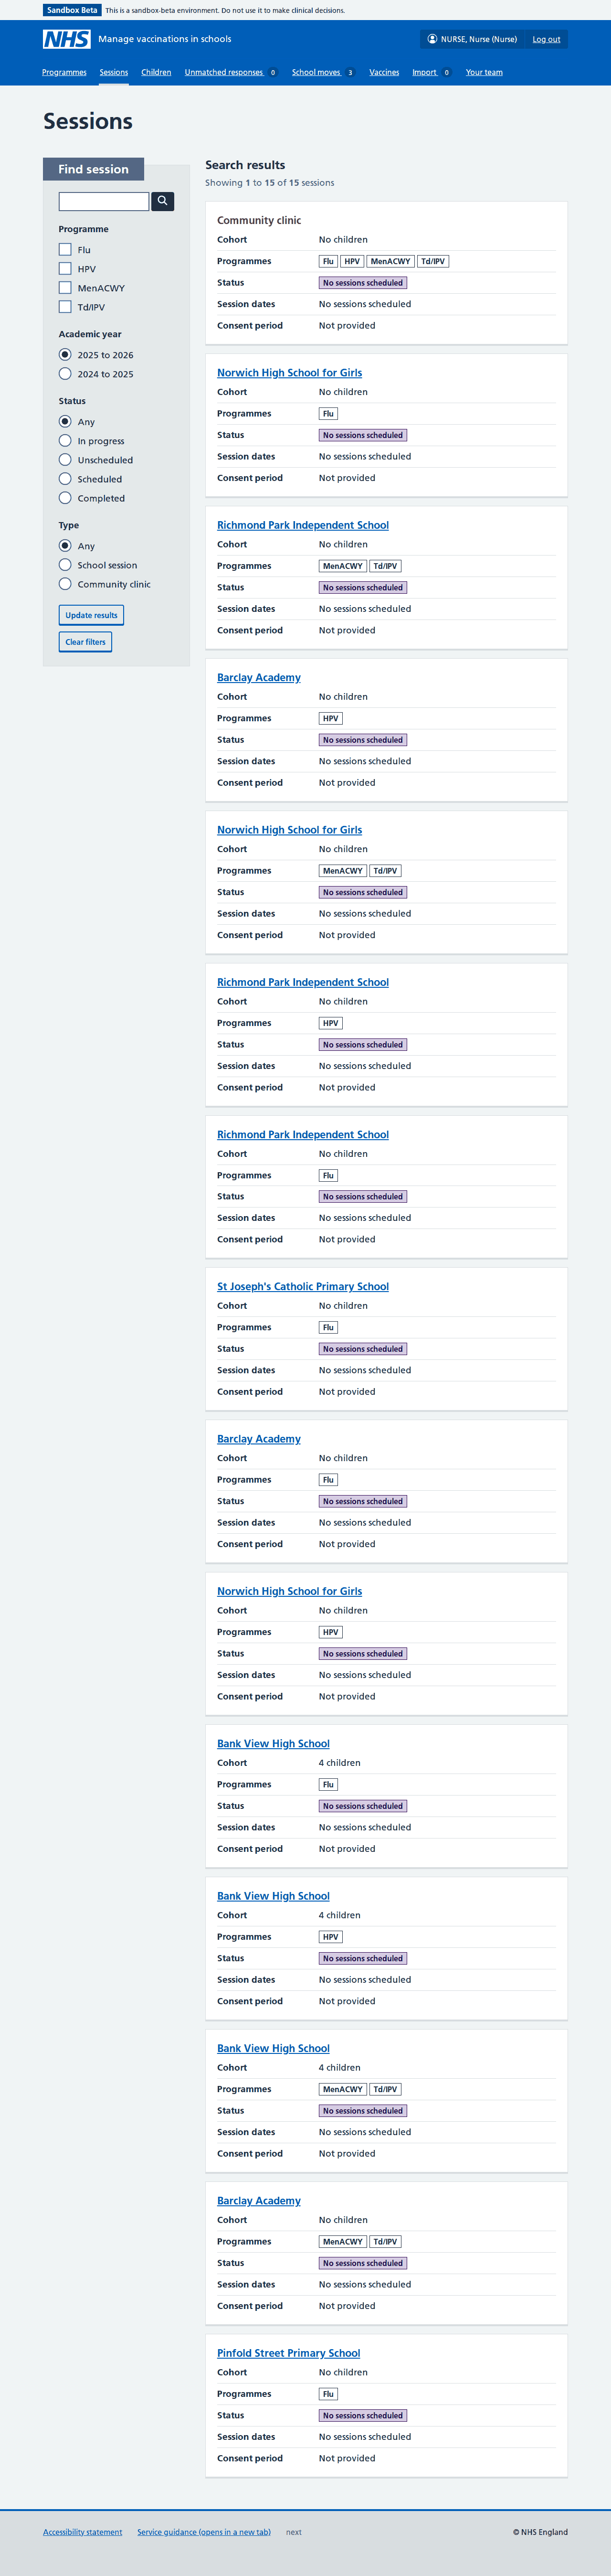 Sandbox Beta This is a sandbox-beta environment. Do not use it to make clinical decisions.
NHS Manage vaccinations in schools NURSE, Nurse (Nurse) Log out
Programmes Sessions Children Unmatched responses 0 School moves 3 Vaccines Import 0 Your team
Sessions
Find session
Programme
Flu
HPV
MenACWY
Td/IPV
Academic year
2025 to 2026
2024 to 2025
Status
Any
In progress
Unscheduled
Scheduled
Completed
Type
Any
School session
Community clinic
Update results
Clear filters
Search results
Showing 1 to 15 of 15 sessions
Community clinic
Cohort No children
Programmes Flu HPV MenACWY Td/IPV
Status No sessions scheduled
Session dates No sessions scheduled
Consent period Not provided
Norwich High School for Girls
Cohort No children
Programmes Flu
Status No sessions scheduled
Session dates No sessions scheduled
Consent period Not provided
Richmond Park Independent School
Cohort No children
Programmes MenACWY Td/IPV
Status No sessions scheduled
Session dates No sessions scheduled
Consent period Not provided
Barclay Academy
Cohort No children
Programmes HPV
Status No sessions scheduled
Session dates No sessions scheduled
Consent period Not provided
Norwich High School for Girls
Cohort No children
Programmes MenACWY Td/IPV
Status No sessions scheduled
Session dates No sessions scheduled
Consent period Not provided
Richmond Park Independent School
Cohort No children
Programmes HPV
Status No sessions scheduled
Session dates No sessions scheduled
Consent period Not provided
Richmond Park Independent School
Cohort No children
Programmes Flu
Status No sessions scheduled
Session dates No sessions scheduled
Consent period Not provided
St Joseph's Catholic Primary School
Cohort No children
Programmes Flu
Status No sessions scheduled
Session dates No sessions scheduled
Consent period Not provided
Barclay Academy
Cohort No children
Programmes Flu
Status No sessions scheduled
Session dates No sessions scheduled
Consent period Not provided
Norwich High School for Girls
Cohort No children
Programmes HPV
Status No sessions scheduled
Session dates No sessions scheduled
Consent period Not provided
Bank View High School
Cohort 4 children
Programmes Flu
Status No sessions scheduled
Session dates No sessions scheduled
Consent period Not provided
Bank View High School
Cohort 4 children
Programmes HPV
Status No sessions scheduled
Session dates No sessions scheduled
Consent period Not provided
Bank View High School
Cohort 4 children
Programmes MenACWY Td/IPV
Status No sessions scheduled
Session dates No sessions scheduled
Consent period Not provided
Barclay Academy
Cohort No children
Programmes MenACWY Td/IPV
Status No sessions scheduled
Session dates No sessions scheduled
Consent period Not provided
Pinfold Street Primary School
Cohort No children
Programmes Flu
Status No sessions scheduled
Session dates No sessions scheduled
Consent period Not provided
Accessibility statement Service guidance (opens in a new tab) next © NHS England